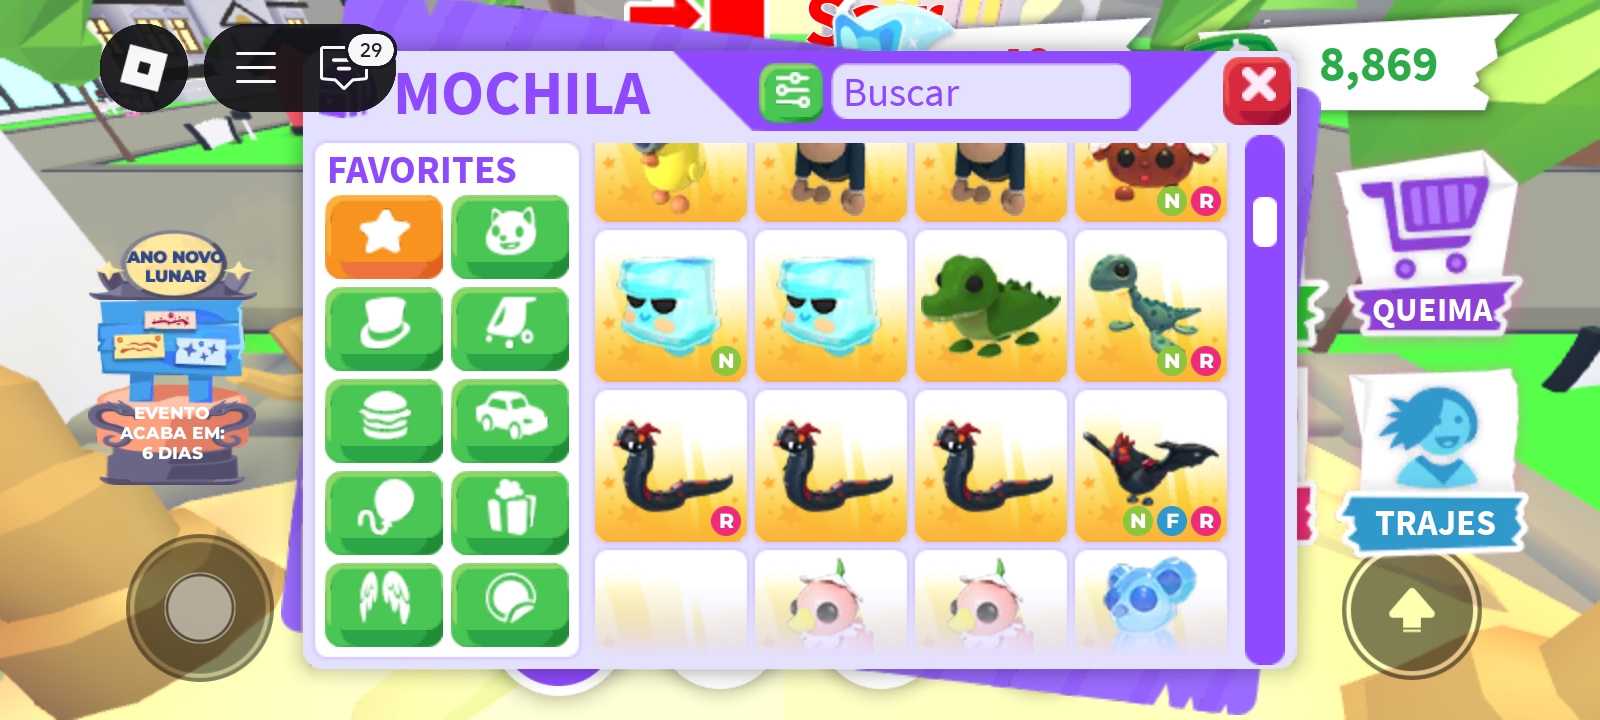 29
MOCHILA
Buscar
8,869
FAVORITES
N R
ANO NOVO
LUNAR
EVENTO
ACABA EM:
6 DIAS
N
N R
R
N F R
QUEIMA
TRAJES